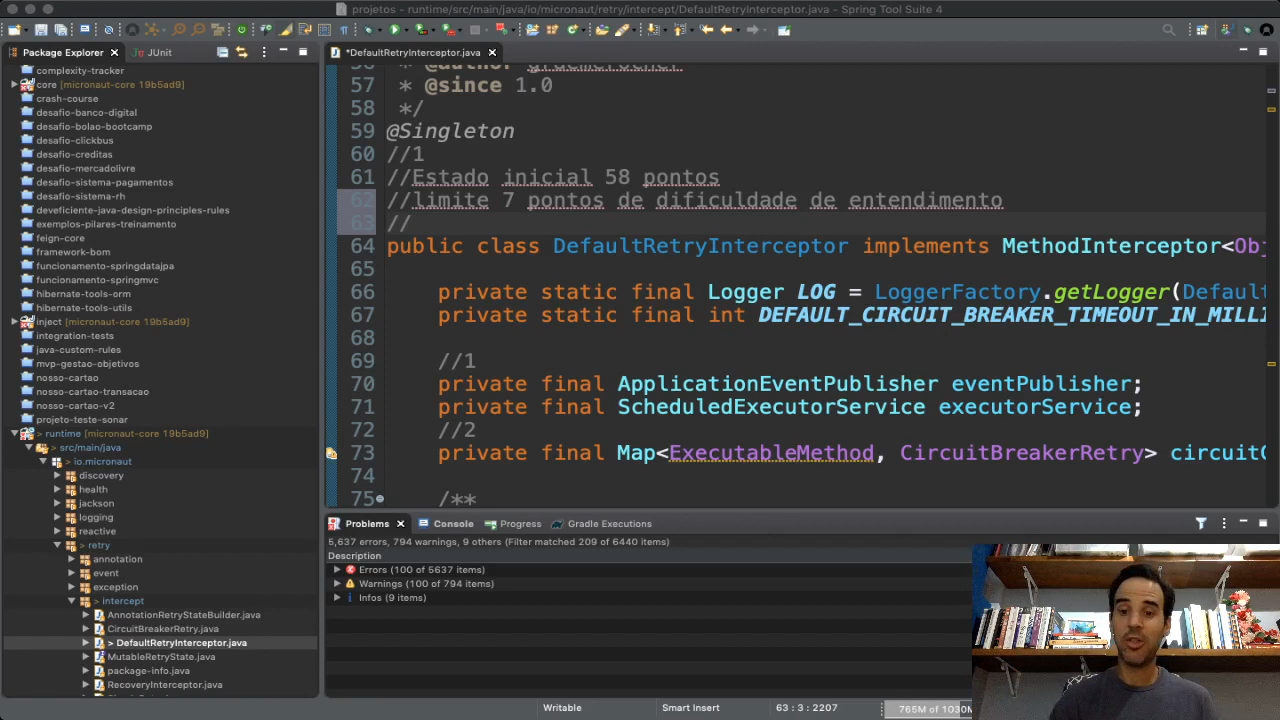 projetos - runtime/src/main/java/io/micronaut/retry/intercept/DefaultRetryInterceptor.java - Spring Tool Suite 4
Package Explorer
JUnit
complexity-tracker
core [micronaut-core 19b5ad9]
crash-course
desafio-banco-digital
desafio-bolao-bootcamp
desafio-clickbus
desafio-creditas
desafio-mercadolivre
desafio-sistema-pagamentos
desafio-sistema-rh
deveficiente-java-design-principles-rules
exemplos-pilares-treinamento
feign-core
framework-bom
funcionamento-springdatajpa
funcionamento-springmvc
hibernate-tools-orm
hibernate-tools-utils
inject [micronaut-core 19b5ad9]
integration-tests
java-custom-rules
mvp-gestao-objetivos
nosso-cartao
nosso-cartao-transacao
nosso-cartao-v2
projeto-teste-sonar
> runtime [micronaut-core 19b5ad9]
> src/main/java
> io.micronaut
discovery
health
jackson
logging
reactive
> retry
annotation
event
exception
> intercept
AnnotationRetryStateBuilder.java
CircuitBreakerRetry.java
> DefaultRetryInterceptor.java
MutableRetryState.java
package-info.java
RecoveryInterceptor.java
*DefaultRetryInterceptor.java
57 * @since 1.0
58 */
59 @Singleton
60 //1
61 //Estado inicial 58 pontos
62 //limite 7 pontos de dificuldade de entendimento
63 //
64 public class DefaultRetryInterceptor implements MethodInterceptor<Obj
65
66 private static final Logger LOG = LoggerFactory.getLogger(Default
67 private static final int DEFAULT_CIRCUIT_BREAKER_TIMEOUT_IN_MILLI
68
69 //1
70 private final ApplicationEventPublisher eventPublisher;
71 private final ScheduledExecutorService executorService;
72 //2
73 private final Map<ExecutableMethod, CircuitBreakerRetry> circuit
74
75 /**
Problems
Console
Progress
Gradle Executions
5,637 errors, 794 warnings, 9 others (Filter matched 209 of 6440 items)
Description
Errors (100 of 5637 items)
Warnings (100 of 794 items)
Infos (9 items)
Writable
Smart Insert
63 : 3 : 2207
765M of 1030M